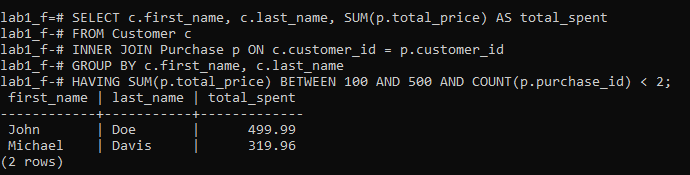 lab1_f=# SELECT c.first_name, c.last_name, SUM(p.total_price) AS total_spent
lab1_f-# FROM Customer c
lab1_f-# INNER JOIN Purchase p ON c.customer_id = p.customer_id
lab1_f-# GROUP BY c.first_name, c.last_name
lab1_f-# HAVING SUM(p.total_price) BETWEEN 100 AND 500 AND COUNT(p.purchase_id) < 2;
 first_name | last_name | total_spent
------------+-----------+-------------
 John       | Doe       |      499.99
 Michael    | Davis     |      319.96
(2 rows)